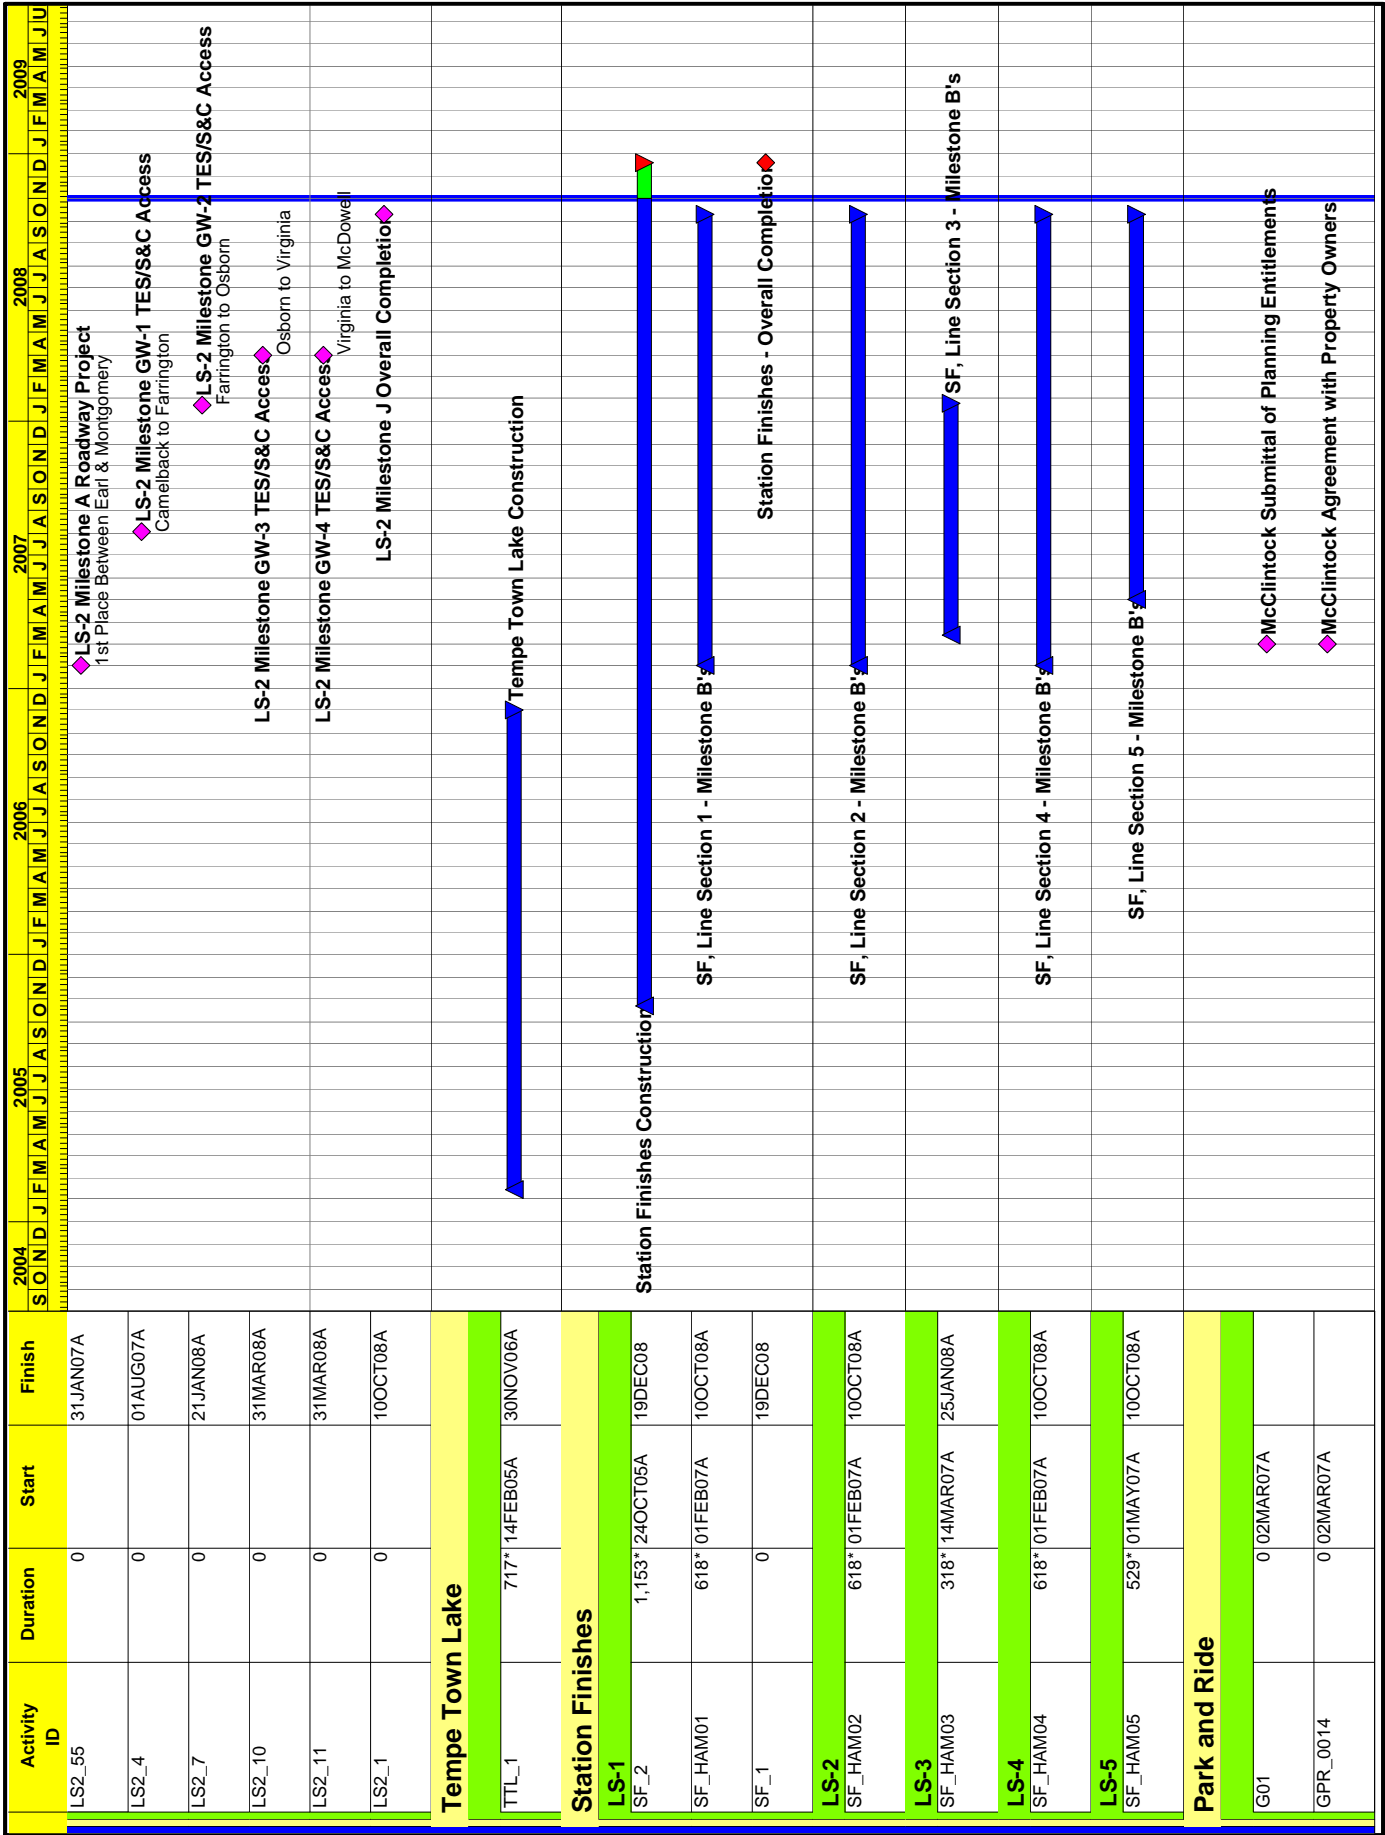 Activity ID Duration Start Finish
2004 2005 2006 2007 2008 2009
S O N D J F M A M J J A S O N D J F M A M J J A S O N D J F M A M J J A S O N D J F M A M J J A S O N D J F M A M J U
LS2_55 0 31JAN07A LS-2 Milestone A Roadway Project
1st Place Between Earl & Montgomery
LS2_4 0 01AUG07A LS-2 Milestone GW-1 TES/S&C Access
Camelback to Farrington
LS2_7 0 21JAN08A LS-2 Milestone GW-2 TES/S&C Access
Farrington to Osborn
LS2_10 0 31MAR08A LS-2 Milestone GW-3 TES/S&C Access
Osborn to Virginia
LS2_11 0 31MAR08A LS-2 Milestone GW-4 TES/S&C Access
Virginia to McDowell
LS2_1 0 10OCT08A LS-2 Milestone J Overall Completion
Tempe Town Lake
TTL_1 717* 14FEB05A 30NOV06A Tempe Town Lake Construction
Station Finishes
LS-1
SF_2 1,153* 24OCT05A 19DEC08 Station Finishes Construction
SF_HAM01 618* 01FEB07A 10OCT08A SF, Line Section 1 - Milestone B's
SF_1 0 19DEC08 Station Finishes - Overall Completion
LS-2
SF_HAM02 618* 01FEB07A 10OCT08A SF, Line Section 2 - Milestone B's
LS-3
SF_HAM03 318* 14MAR07A 25JAN08A SF, Line Section 3 - Milestone B's
LS-4
SF_HAM04 618* 01FEB07A 10OCT08A SF, Line Section 4 - Milestone B's
LS-5
SF_HAM05 529* 01MAY07A 10OCT08A SF, Line Section 5 - Milestone B's
Park and Ride
G01 0 02MAR07A McClintock Submittal of Planning Entitlements
GPR_0014 0 02MAR07A McClintock Agreement with Property Owners